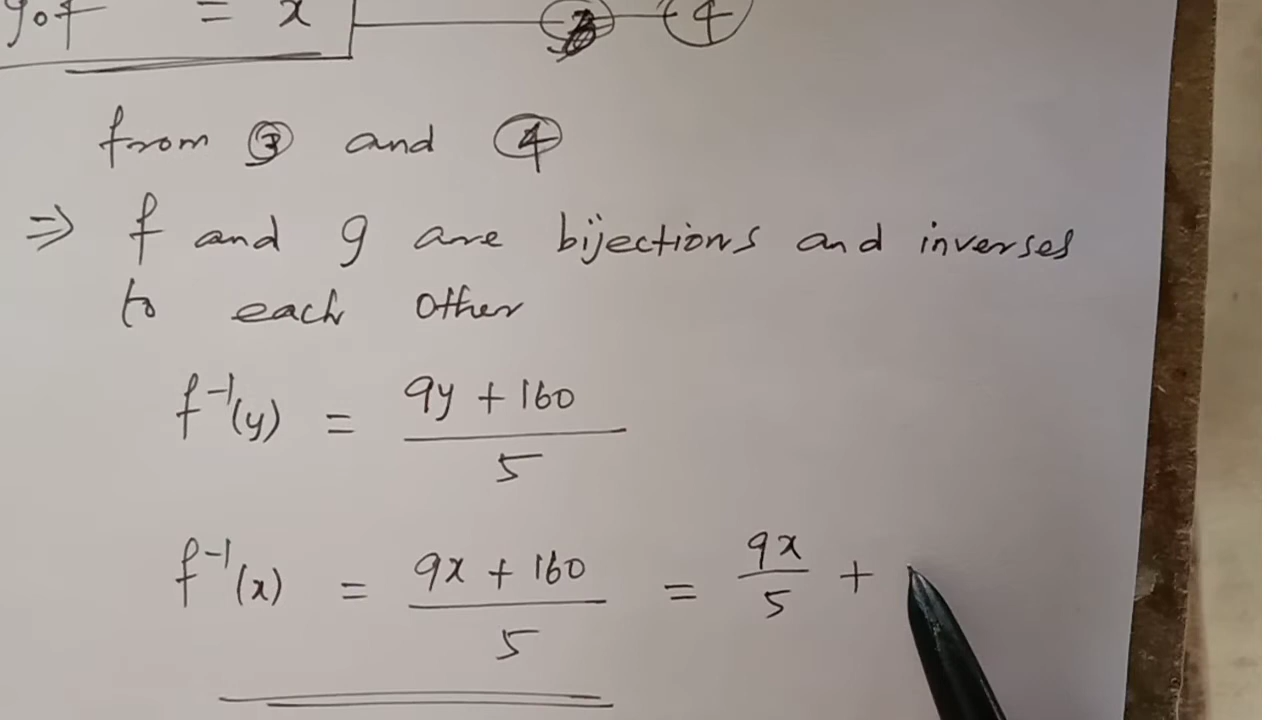 gof = x 4
from 3 and 4
⇒ f and g are bijections and inverses
to each other
f⁻¹(y) = (9y + 160)/5
f⁻¹(x) = (9x + 160)/5 = 9x/5 +